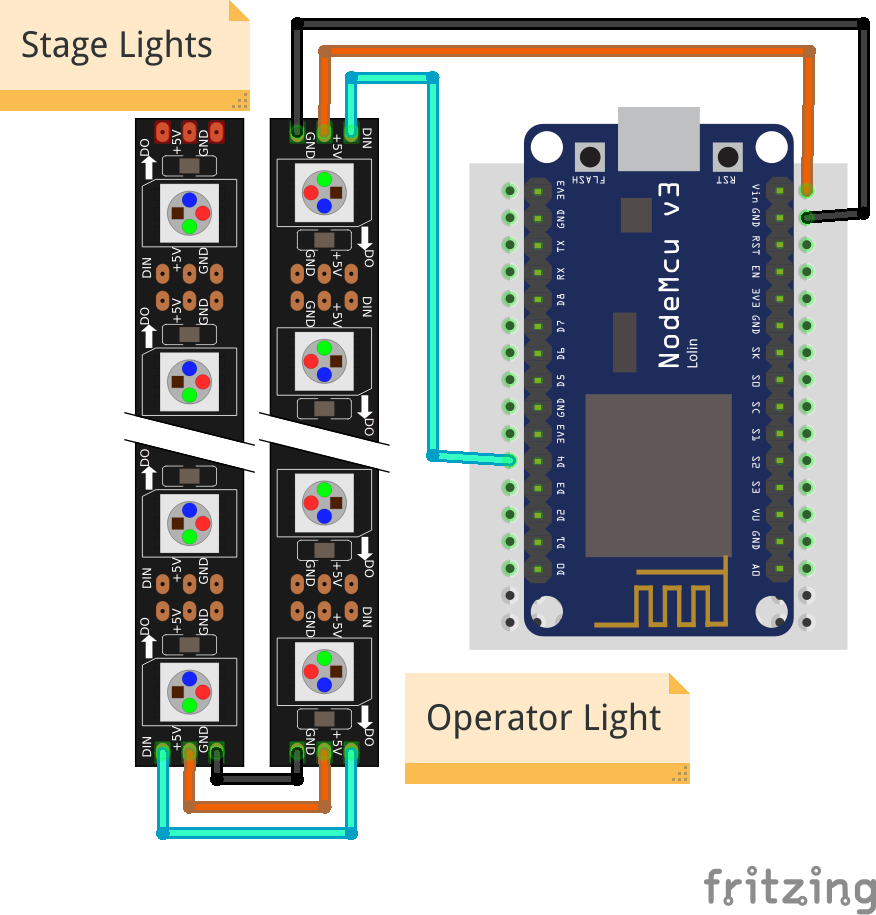 Stage Lights
DO +5V GND
DIN +5V GND
DO +5V GND
DO
DIN +5V GND
DO +5V GND
DIN +5V GND
GND +5V DIN
GND +5V DO
GND +5V DIN
DO
GND +5V DO
GND +5V DIN
GND +5V DO
FLASH
RST
3V3
GND
TX
RX
D8
D7
D6
D5
GND
3V3
D4
D3
D2
D1
D0
NodeMcu v3
Lolin
Vin
GND
RST
EN
3V3
GND
SK
SO
SC
S1
S2
S3
VU
GND
AD
Operator Light
fritzing